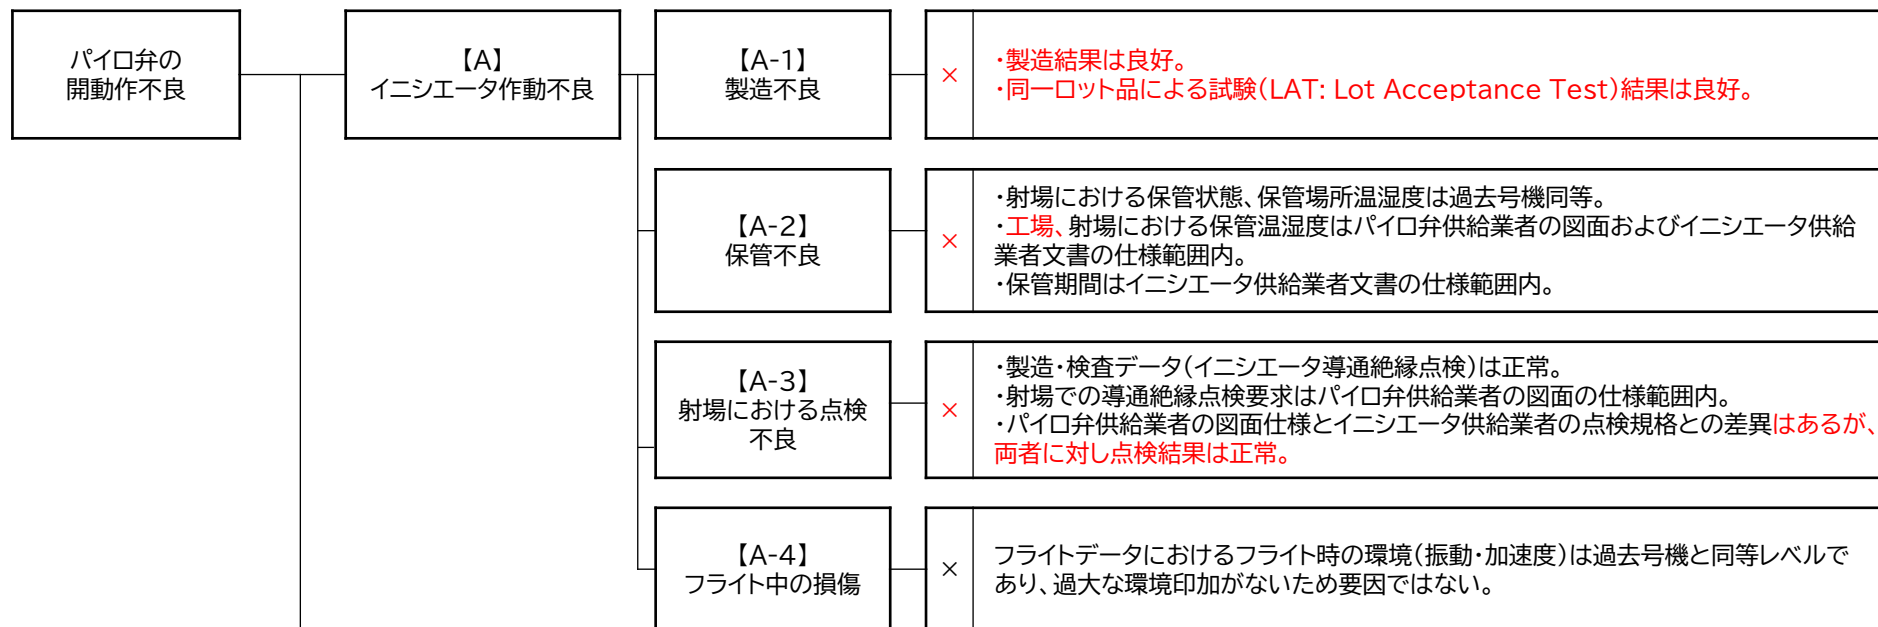 パイロ弁の
開動作不良
【A】
イニシエータ作動不良
【A-1】
製造不良
×
・製造結果は良好。
・同一ロット品による試験(LAT: Lot Acceptance Test)結果は良好。
【A-2】
保管不良
×
・射場における保管状態、保管場所温湿度は過去号機同等。
・工場、射場における保管温湿度はパイロ弁供給業者の図面およびイニシエータ供給
業者文書の仕様範囲内。
・保管期間はイニシエータ供給業者文書の仕様範囲内。
【A-3】
射場における点検
不良
×
・製造・検査データ(イニシエータ導通絶縁点検)は正常。
・射場での導通絶縁点検要求はパイロ弁供給業者の図面の仕様範囲内。
・パイロ弁供給業者の図面仕様とイニシエータ供給業者の点検規格との差異はあるが、
両者に対し点検結果は正常。
【A-4】
フライト中の損傷
×
フライトデータにおけるフライト時の環境(振動・加速度)は過去号機と同等レベルで
あり、過大な環境印加がないため要因ではない。